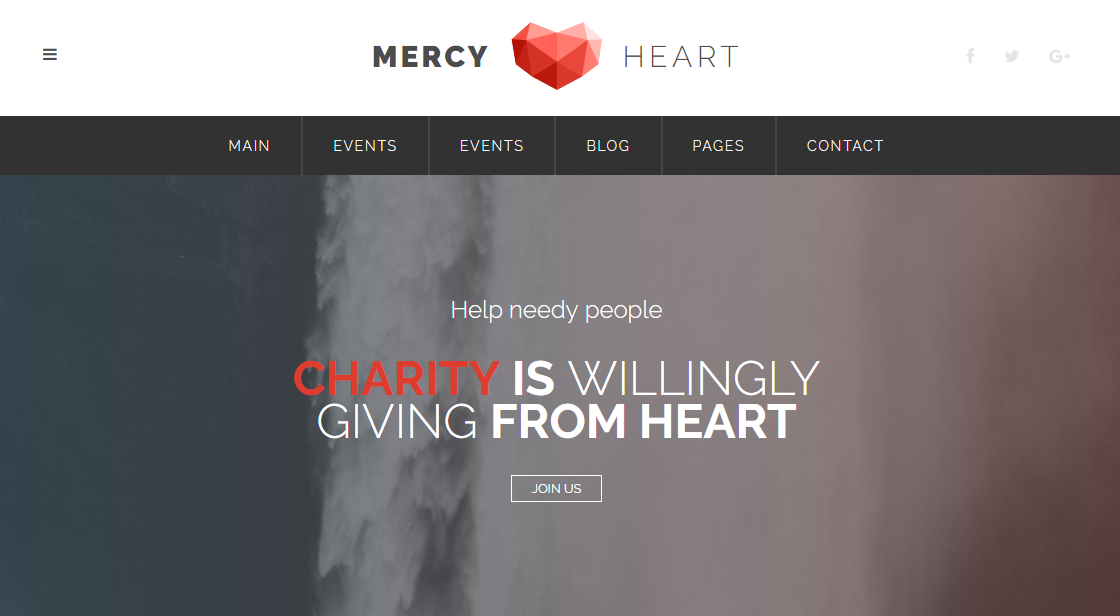 MERCY HEART
MAIN EVENTS EVENTS BLOG PAGES CONTACT
Help needy people
CHARITY IS WILLINGLY
GIVING FROM HEART
JOIN US